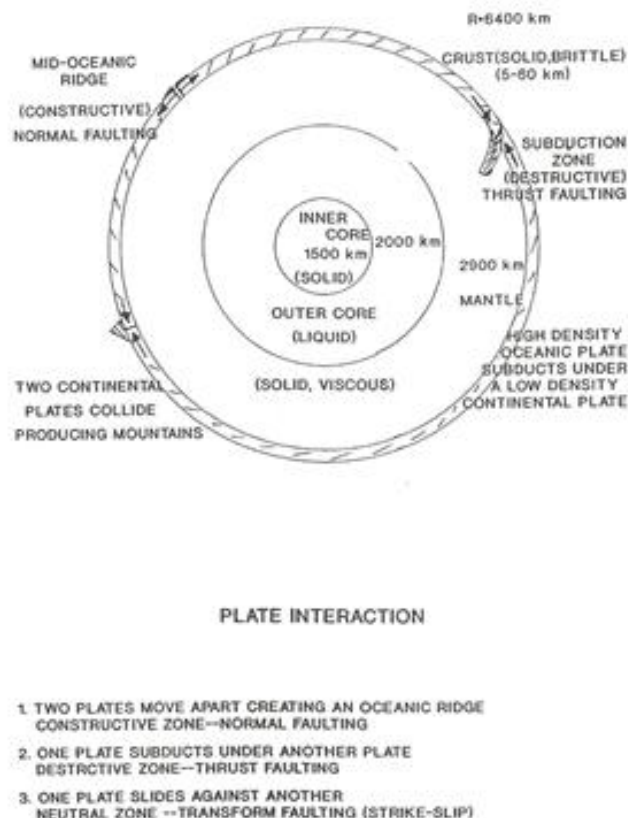 R=6400 km
MID-OCEANIC
RIDGE
(CONSTRUCTIVE)
NORMAL FAULTING
CRUST(SOLID,BRITTLE)
(5-60 km)
SUBDUCTION
ZONE
(DESTRUCTIVE)
THRUST FAULTING
INNER
CORE
1500 km
(SOLID)
2000 km
2900 km
MANTLE
OUTER CORE
(LIQUID)
(SOLID, VISCOUS)
HIGH DENSITY
OCEANIC PLATE
SUBDUCTS UNDER
A LOW DENSITY
CONTINENTAL PLATE
TWO CONTINENTAL
PLATES COLLIDE
PRODUCING MOUNTAINS
PLATE INTERACTION
1. TWO PLATES MOVE APART CREATING AN OCEANIC RIDGE
CONSTRUCTIVE ZONE--NORMAL FAULTING
2. ONE PLATE SUBDUCTS UNDER ANOTHER PLATE
DESTRCTIVE ZONE--THRUST FAULTING
3. ONE PLATE SLIDES AGAINST ANOTHER
NEUTRAL ZONE --TRANSFORM FAULTING (STRIKE-SLIP)